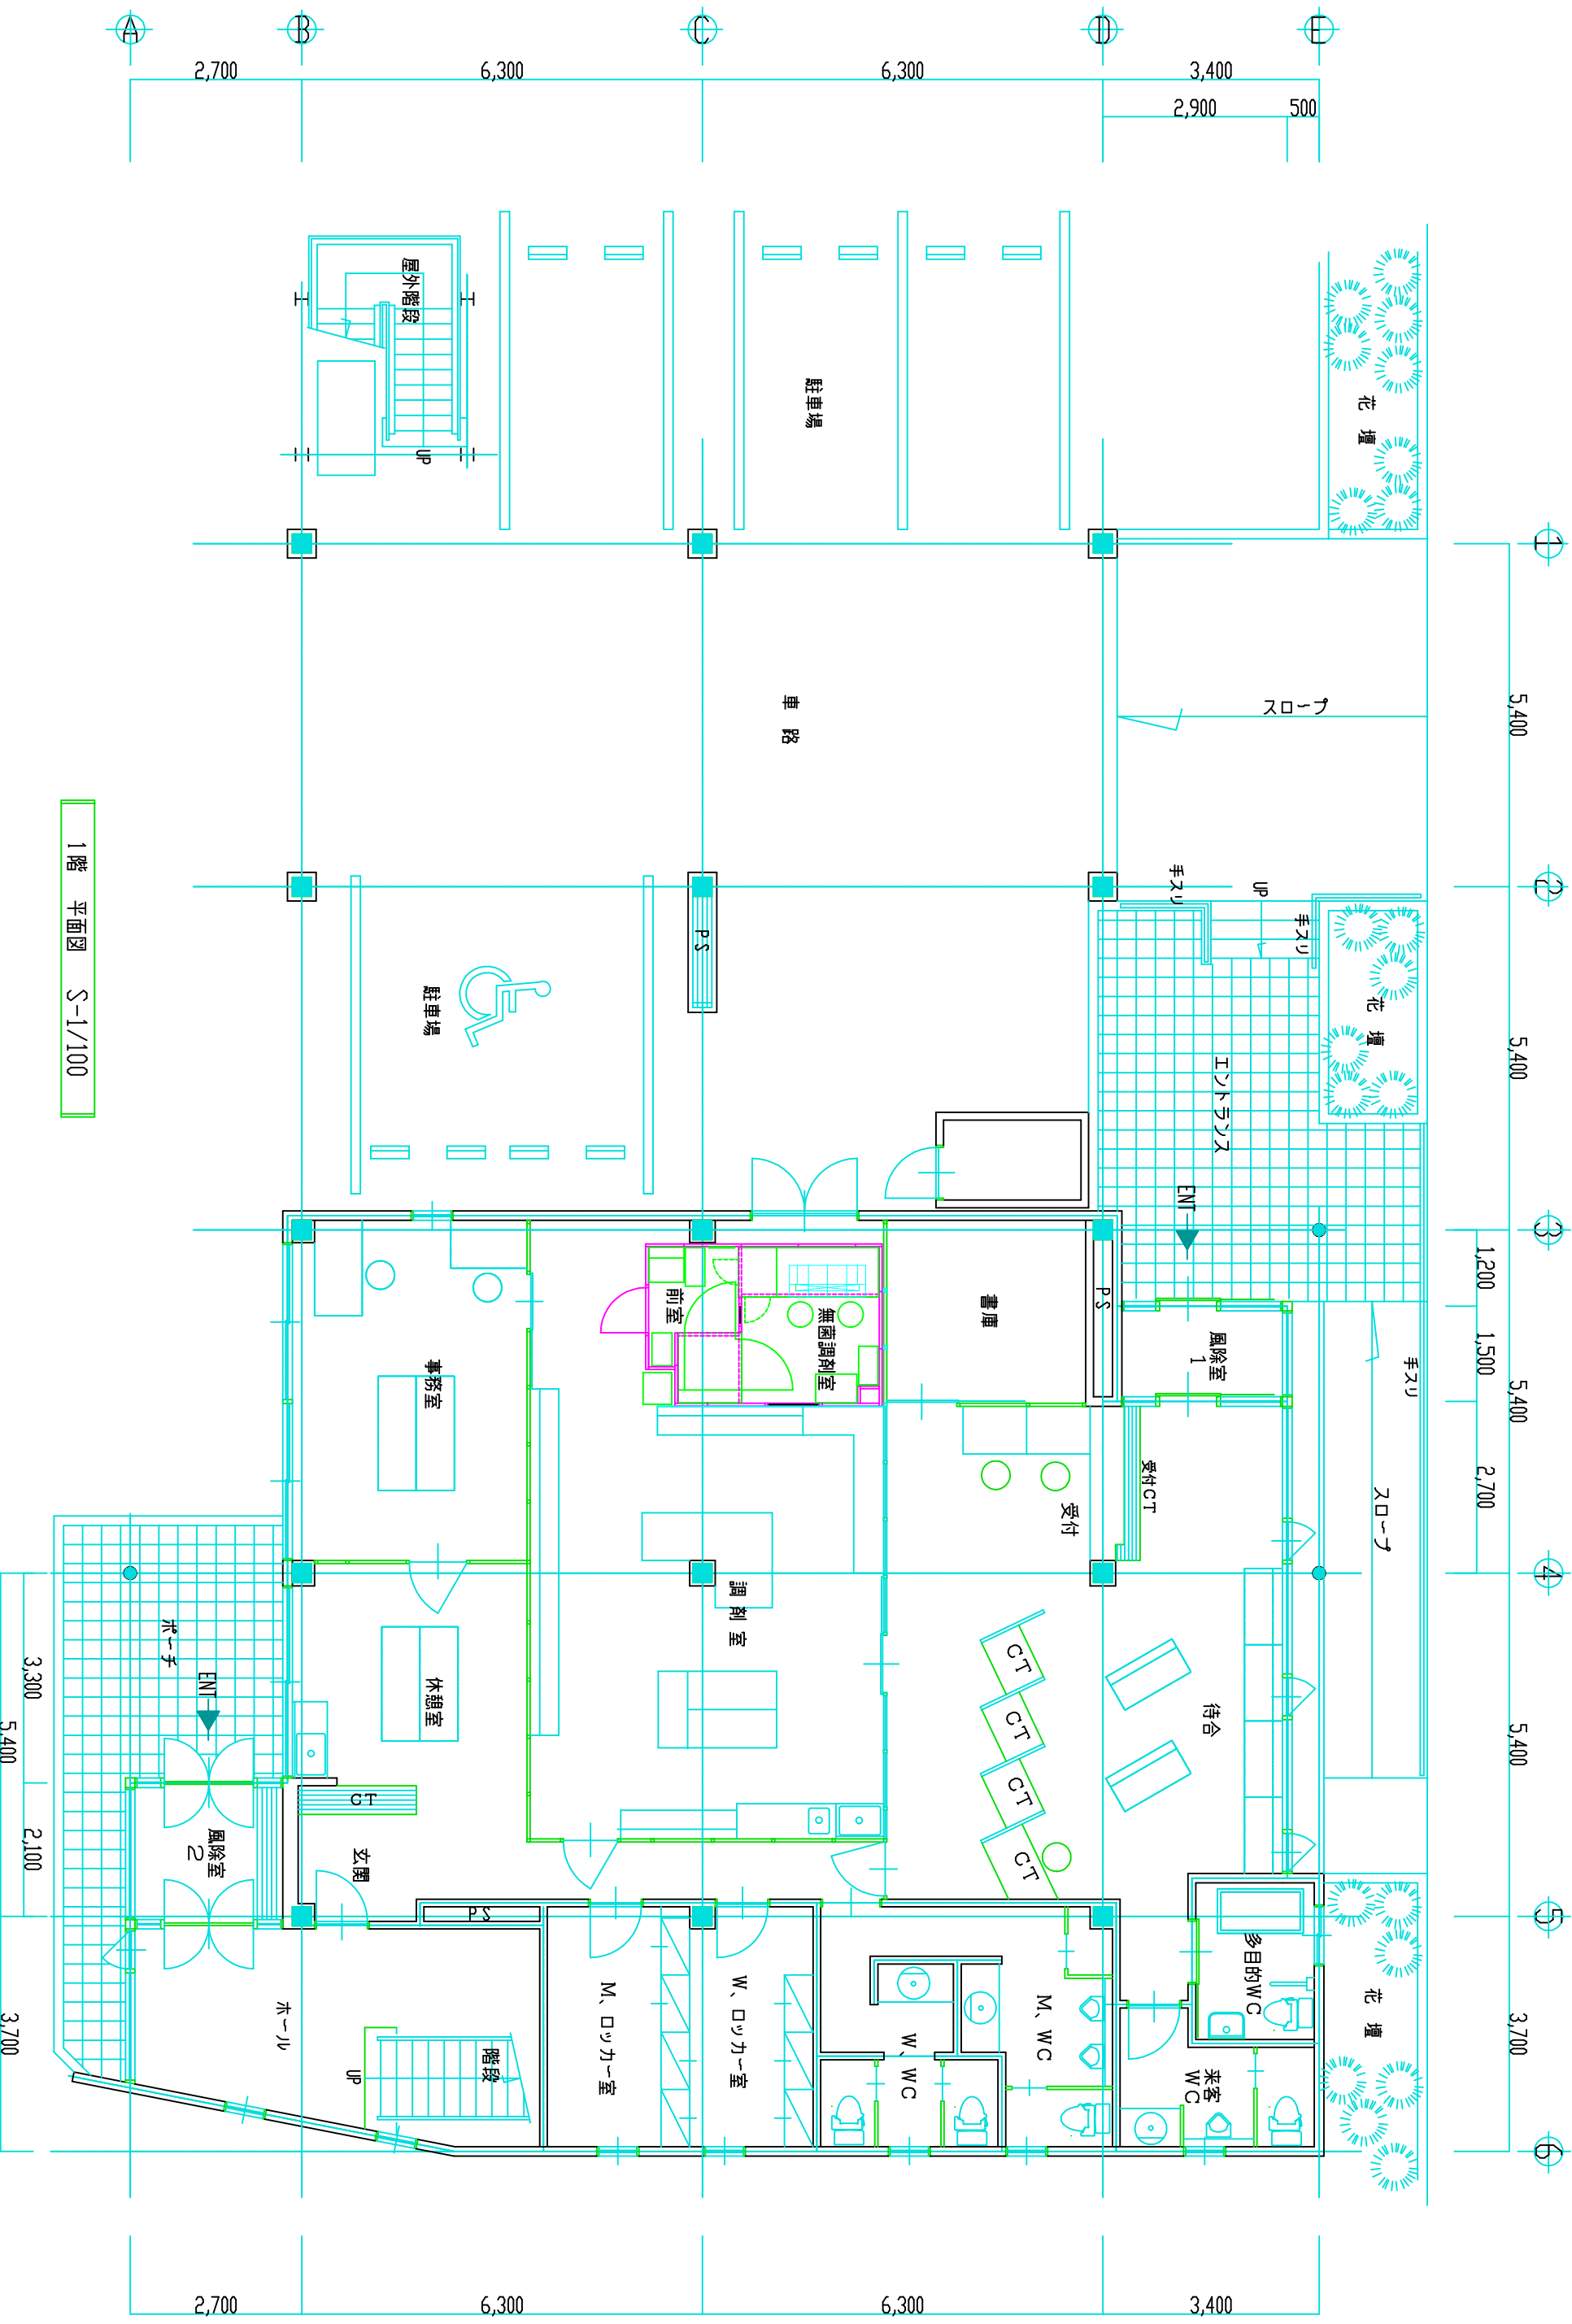 A
B
C
D
E
2,700
6,300
6,300
3,400
2,900
500
屋外階段
UP
駐車場
花 壇
1
5,400
車 路
スロープ
2
手スリ
UP
手スリ
PS
駐車場
花 壇
エントランス
5,400
ENT
3
1,200
前室
無菌調剤室
書庫
PS
風除室
1
手スリ
1,500
5,400
事務室
受付CT
受付
スロープ
2,700
4
調 剤 室
ポーチ
ENT
休憩室
CT
CT
CT
CT
待合
5,400
3,300
5,400
2,100
CT
風除室
2
玄関
PS
5
多目的WC
ホール
階段
UP
M、ロッカー室
W、ロッカー室
W、WC
M、WC
来客
WC
花 壇
3,700
3,700
6
2,700
6,300
6,300
3,400
1階 平面図 S-1/100